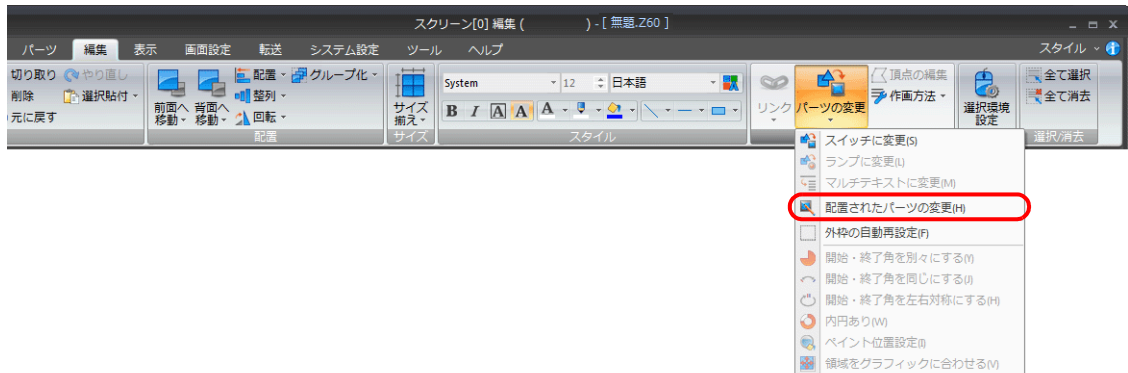 スクリーン[0] 編集 ( ) - [ 無題.Z60 ]
パーツ 編集 表示 画面設定 転送 システム設定 ツール ヘルプ スタイル
切り取り やり直し
削除 選択貼付
元に戻す
前面へ移動 背面へ移動
配置 グループ化
整列
回転
配置
サイズ揃え
サイズ
System 12 日本語
B I A A A
スタイル
リンク パーツの変更
頂点の編集
作画方法
選択環境設定
全て選択
全て消去
選択/消去
スイッチに変更(S)
ランプに変更(L)
マルチテキストに変更(M)
配置されたパーツの変更(H)
外枠の自動再設定(F)
開始・終了角を別々にする(Y)
開始・終了角を同じにする(J)
開始・終了角を左右対称にする(H)
内円あり(W)
ペイント位置設定(I)
領域をグラフィックに合わせる(V)